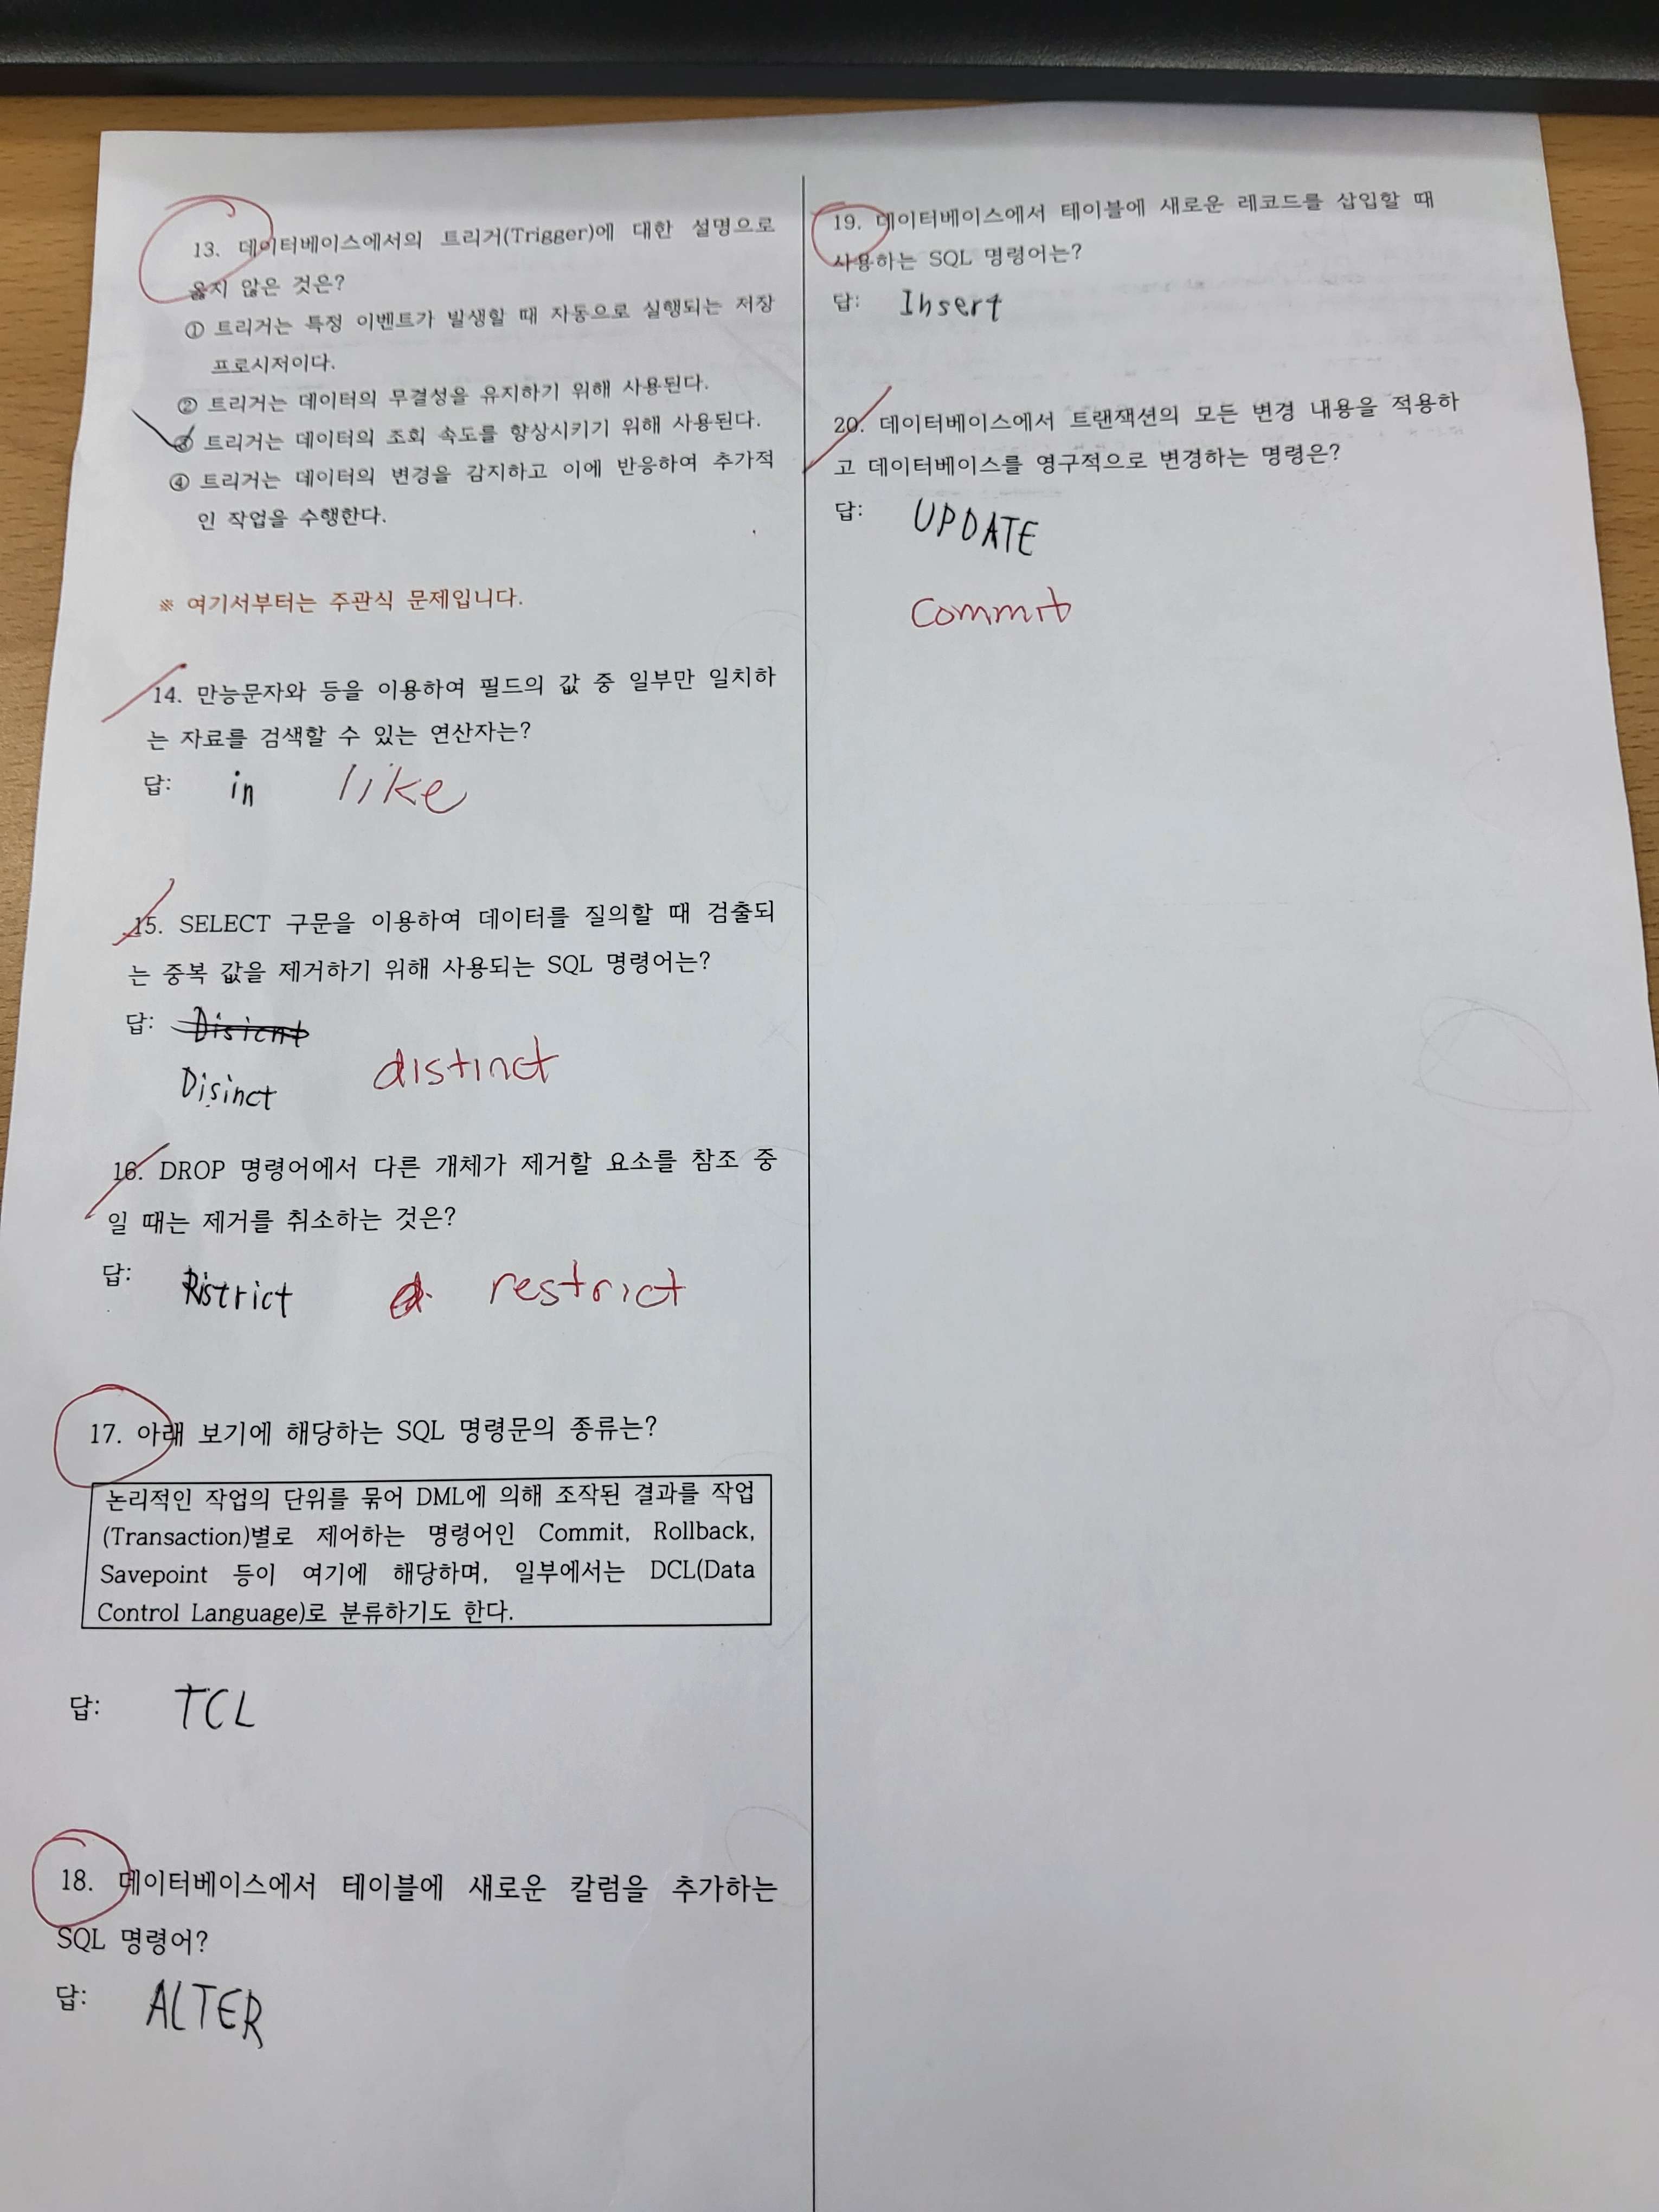 13. 데이터베이스에서의 트리거(Trigger)에 대한 설명으로
옳지 않은 것은?
① 트리거는 특정 이벤트가 발생할 때 자동으로 실행되는 저장
프로시저이다.
② 트리거는 데이터의 무결성을 유지하기 위해 사용된다.
③ 트리거는 데이터의 조회 속도를 향상시키기 위해 사용된다.
④ 트리거는 데이터의 변경을 감지하고 이에 반응하여 추가적
인 작업을 수행한다.
※ 여기서부터는 주관식 문제입니다.
14. 만능문자와 등을 이용하여 필드의 값 중 일부만 일치하
는 자료를 검색할 수 있는 연산자는?
답: in like
15. SELECT 구문을 이용하여 데이터를 질의할 때 검출되
는 중복 값을 제거하기 위해 사용되는 SQL 명령어는?
답: Disicnt
Disinct distinct
16. DROP 명령어에서 다른 개체가 제거할 요소를 참조 중
일 때는 제거를 취소하는 것은?
답: Ristrict restrict
17. 아래 보기에 해당하는 SQL 명령문의 종류는?
논리적인 작업의 단위를 묶어 DML에 의해 조작된 결과를 작업
(Transaction)별로 제어하는 명령어인 Commit, Rollback,
Savepoint 등이 여기에 해당하며, 일부에서는 DCL(Data
Control Language)로 분류하기도 한다.
답: TCL
18. 데이터베이스에서 테이블에 새로운 칼럼을 추가하는
SQL 명령어?
답: ALTER
19. 데이터베이스에서 테이블에 새로운 레코드를 삽입할 때
사용하는 SQL 명령어는?
답: Insert
20. 데이터베이스에서 트랜잭션의 모든 변경 내용을 적용하
고 데이터베이스를 영구적으로 변경하는 명령은?
답: UPDATE
commit